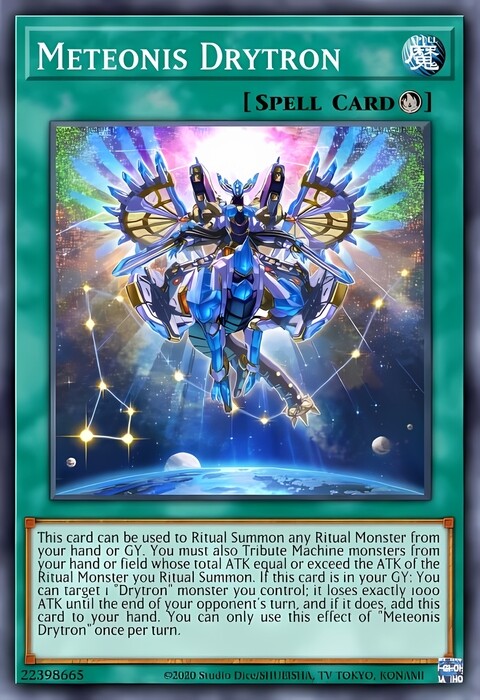 METEONIS DRYTRON
魔
[SPELL CARD]
This card can be used to Ritual Summon any Ritual Monster from
your hand or GY. You must also Tribute Machine monsters from
your hand or field whose total ATK equal or exceed the ATK of the
Ritual Monster you Ritual Summon. If this card is in your GY: You
can target 1 "Drytron" monster you control; it loses exactly 1000
ATK until the end of your opponent's turn, and if it does, add this
card to your hand. You can only use this effect of "Meteonis
Drytron" once per turn.
22398665
©2020 Studio Dice/SHUEISHA, TV TOKYO, KONAMI